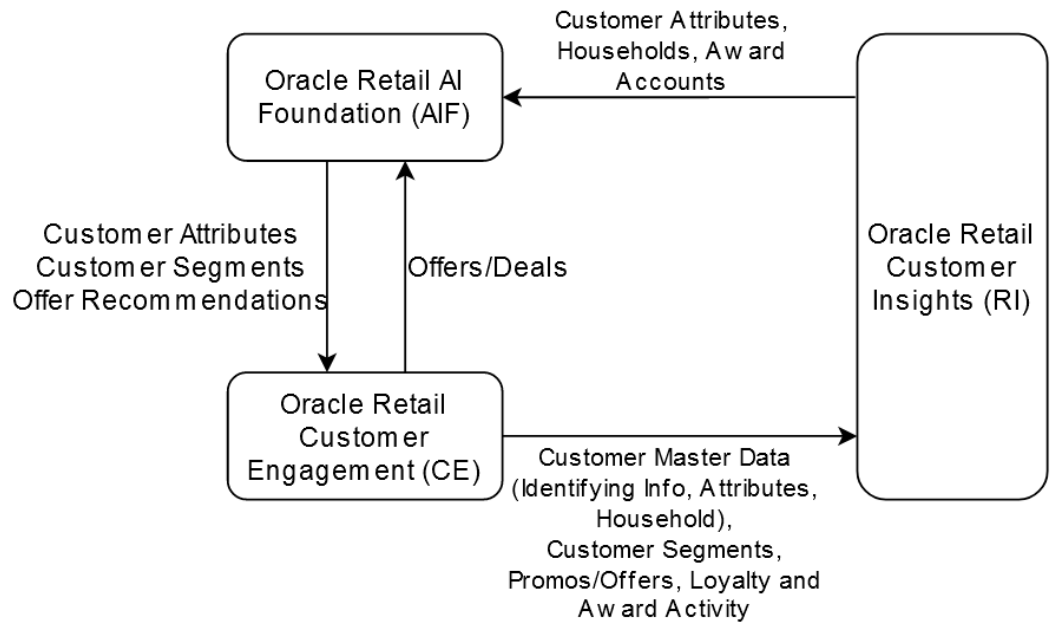 Customer Attributes,
Households, Award
Accounts
Oracle Retail AI
Foundation (AIF)
Oracle Retail
Customer
Insights (RI)
Customer Attributes
Customer Segments
Offer Recommendations
Offers/Deals
Oracle Retail
Customer
Engagement (CE)
Customer Master Data
(Identifying Info, Attributes,
Household),
Customer Segments,
Promos/Offers, Loyalty and
Award Activity